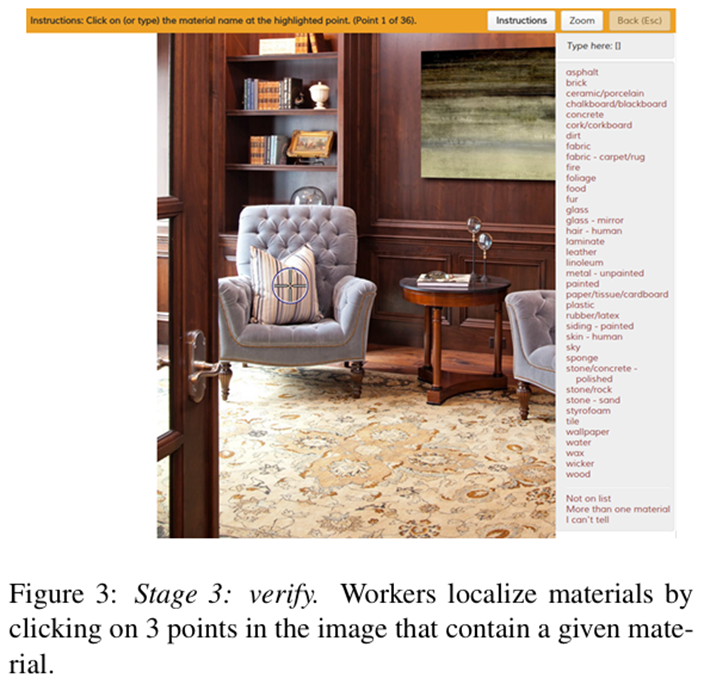 Instructions: Click on (or type) the material name at the highlighted point. (Point 1 of 36).
Instructions
Zoom
Back (Esc)
Type here: []
asphalt
brick
ceramic/porcelain
chalkboard/blackboard
concrete
cork/corkboard
dirt
fabric
fabric - carpet/rug
fire
foliage
food
fur
glass
glass - mirror
hair - human
laminate
leather
linoleum
metal - unpainted
painted
paper/tissue/cardboard
plastic
rubber/latex
siding - painted
skin - human
sky
sponge
stone/concrete -
polished
stone/rock
stone - sand
styrofoam
tile
wallpaper
water
wax
wicker
wood
Not on list
More than one material
I can't tell
Figure 3: Stage 3: verify. Workers localize materials by
clicking on 3 points in the image that contain a given mate-
rial.